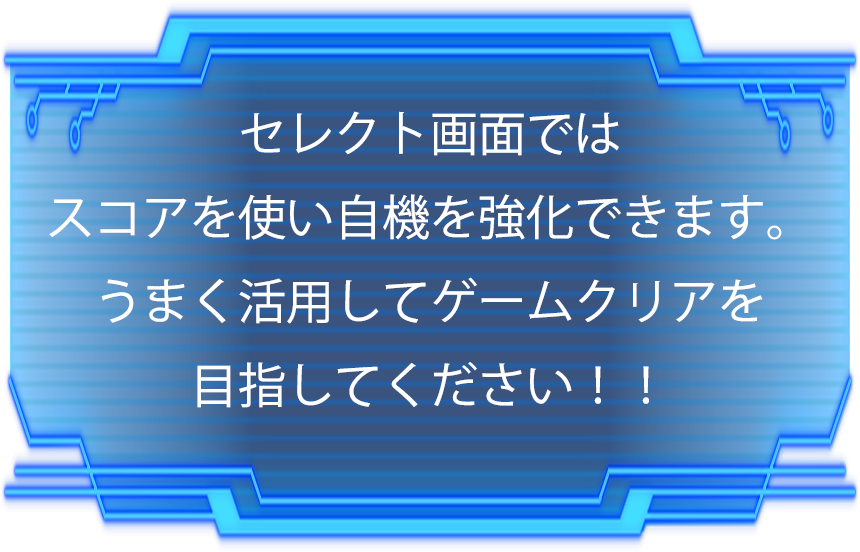 セレクト画面では
スコアを使い自機を強化できます。
うまく活用してゲームクリアを
目指してください！！